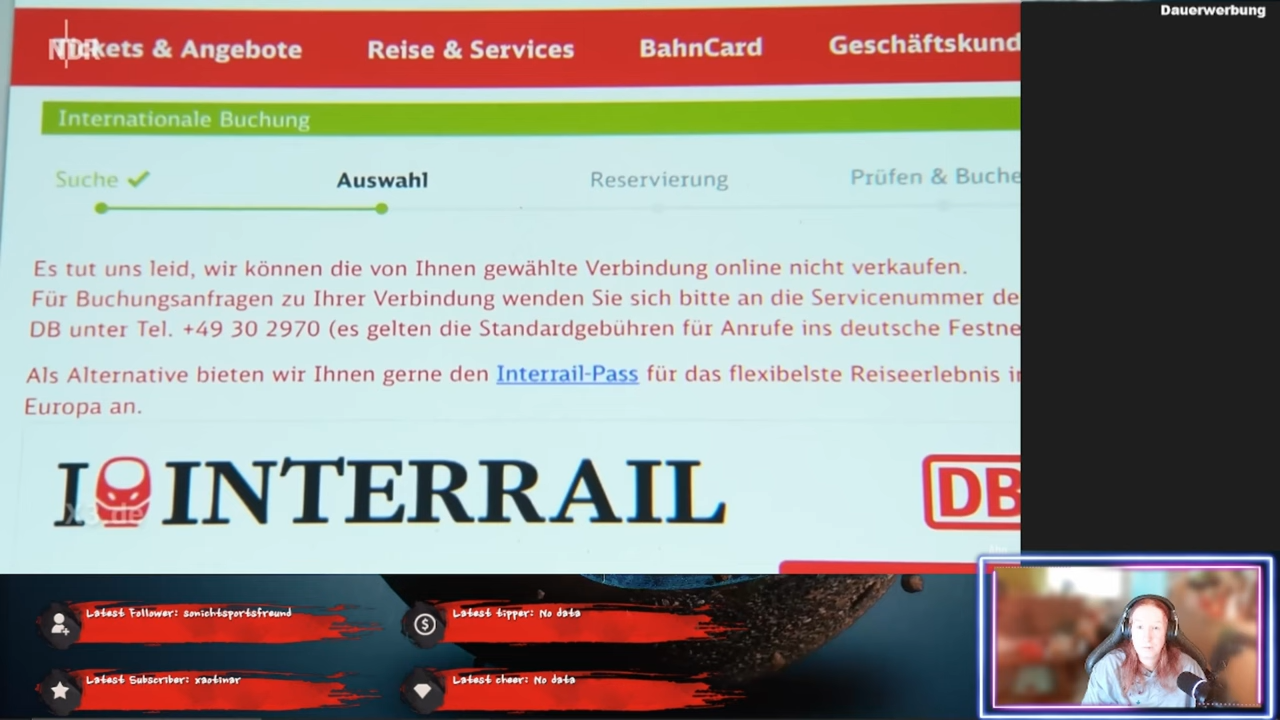 Dauerwerbung
NDR
Tickets & Angebote Reise & Services BahnCard Geschäftskund
Internationale Buchung
Suche Auswahl Reservierung Prüfen & Buche
Es tut uns leid, wir können die von Ihnen gewählte Verbindung online nicht verkaufen.
Für Buchungsanfragen zu Ihrer Verbindung wenden Sie sich bitte an die Servicenummer de
DB unter Tel. +49 30 2970 (es gelten die Standardgebühren für Anrufe ins deutsche Festne
Als Alternative bieten wir Ihnen gerne den Interrail-Pass für das flexibelste Reiseerlebnis in
Europa an.
I INTERRAIL
DB
X3.de
Latest Follower: sonichtsportsfreund
Latest tipper: No data
Latest Subscriber: xaotinar
Latest cheer: No data